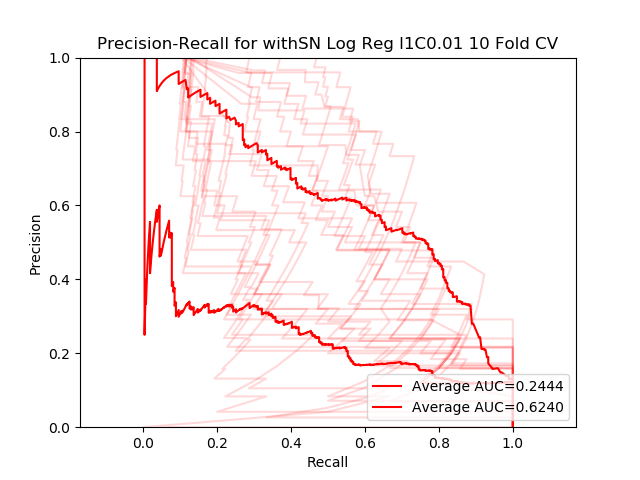 Precision-Recall for withSN Log Reg l1C0.01 10 Fold CV
1.0
0.8
0.6
0.4
0.2
0.0
Precision
0.0 0.2 0.4 0.6 0.8 1.0
Recall
Average AUC=0.2444
Average AUC=0.6240